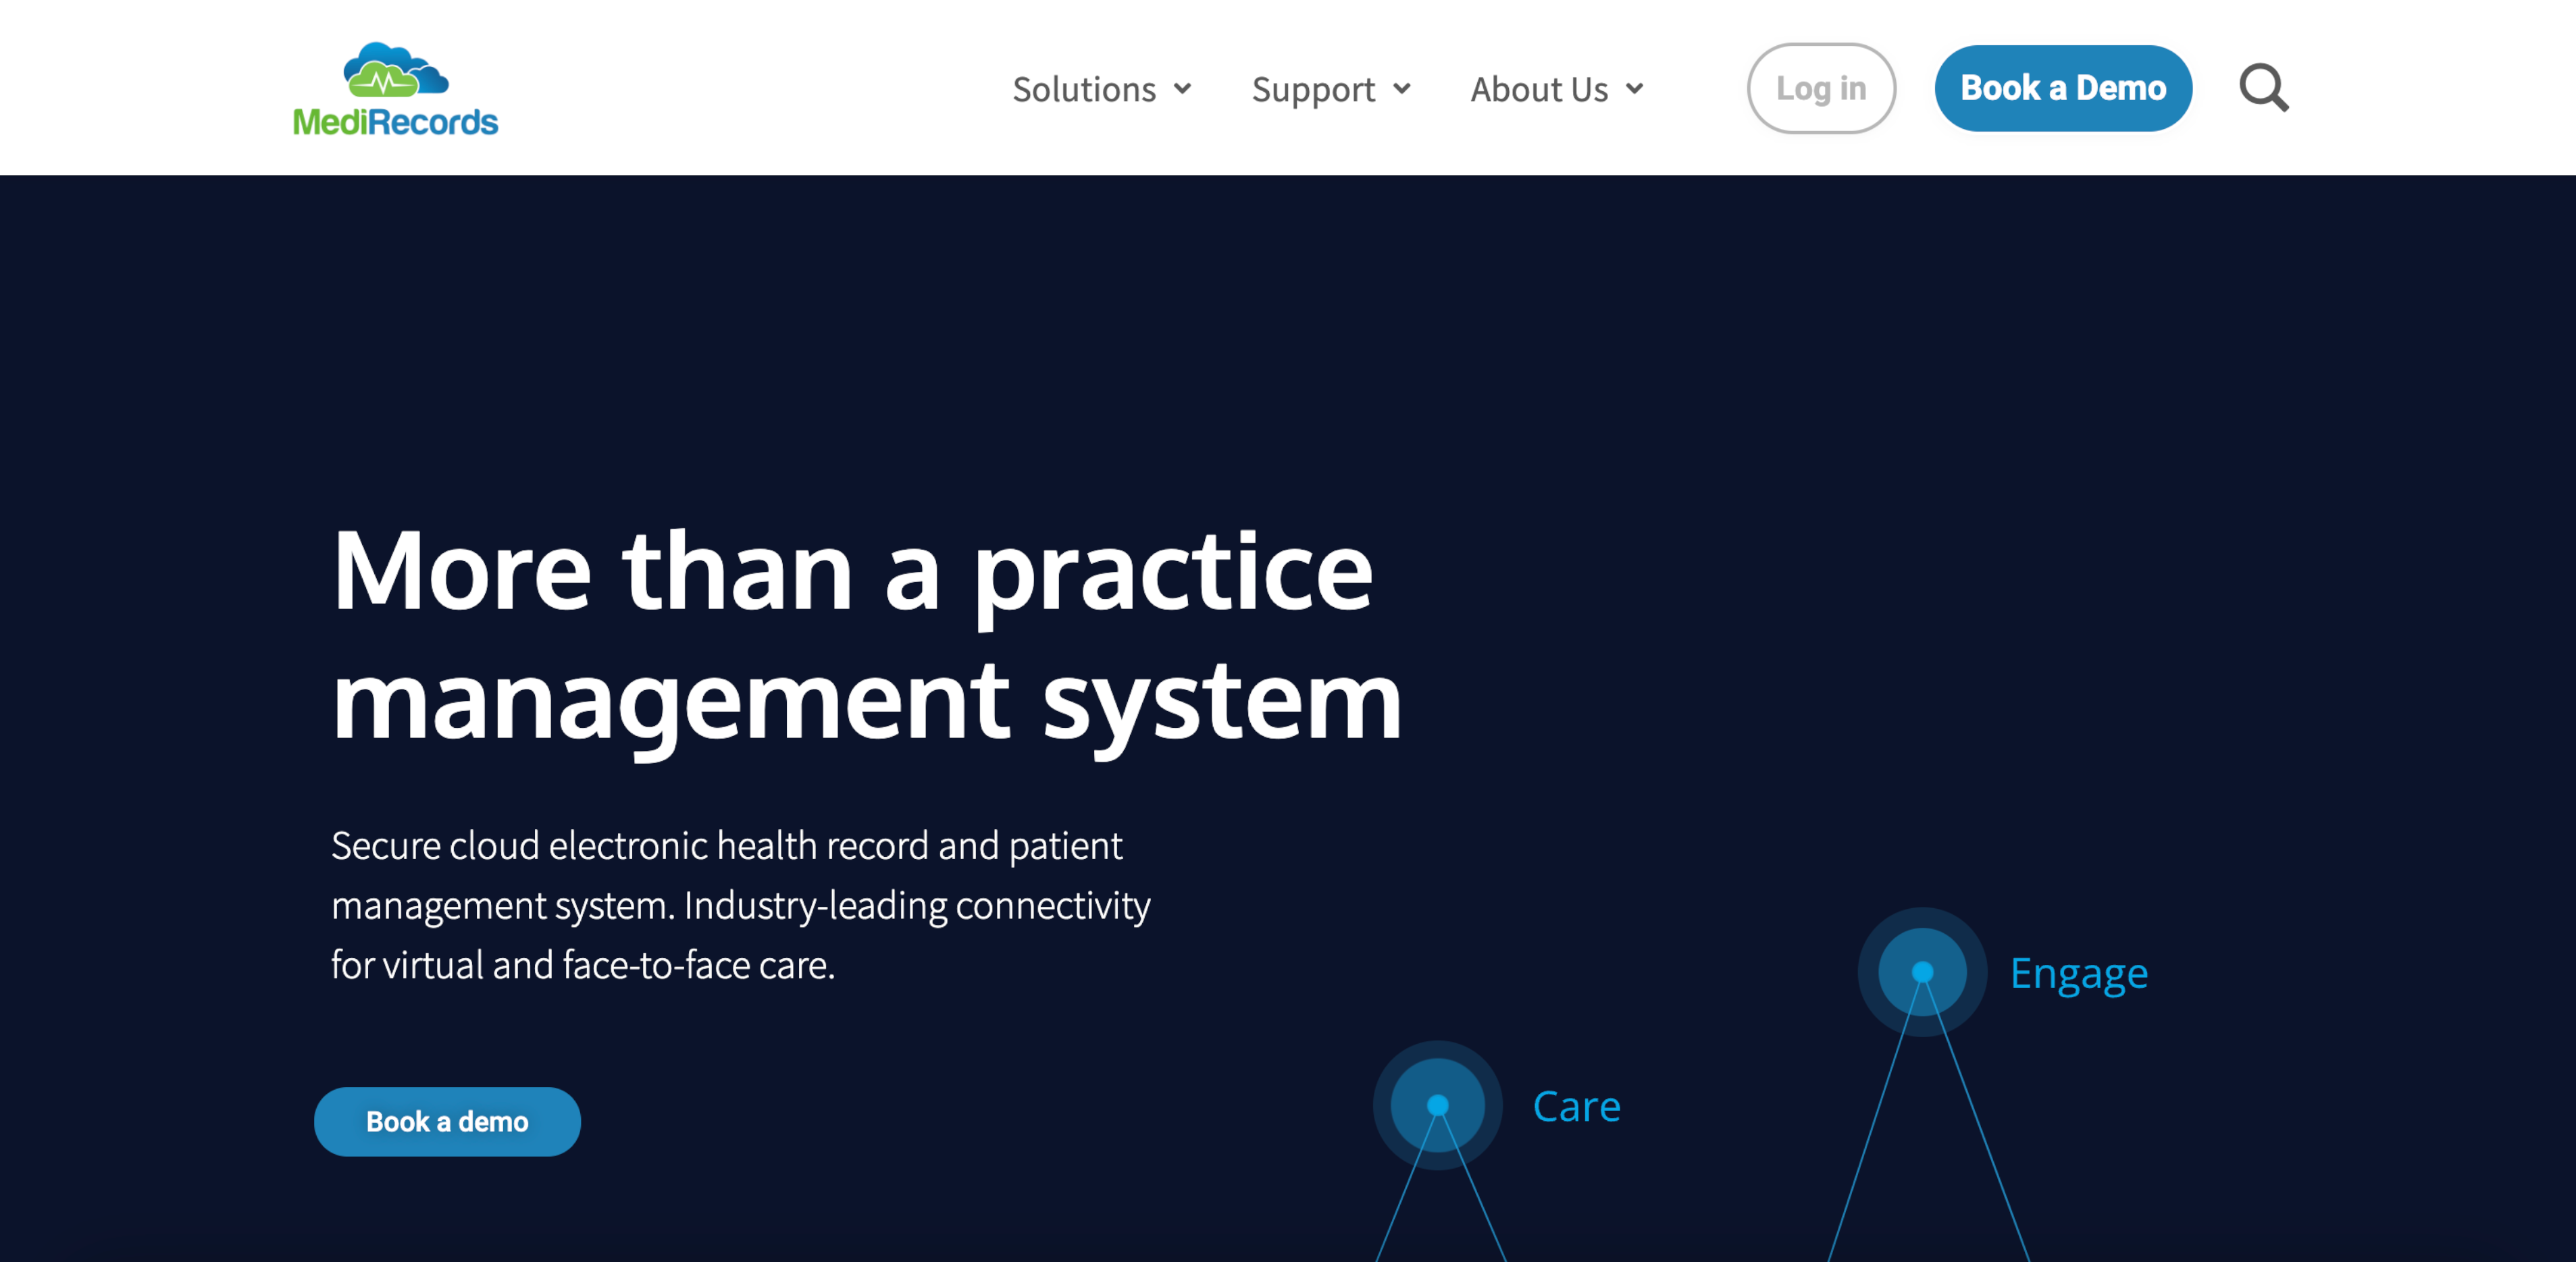 MediRecords
Solutions
Support
About Us
Log in
Book a Demo
More than a practice
management system
Secure cloud electronic health record and patient
management system. Industry-leading connectivity
for virtual and face-to-face care.
Book a demo
Engage
Care